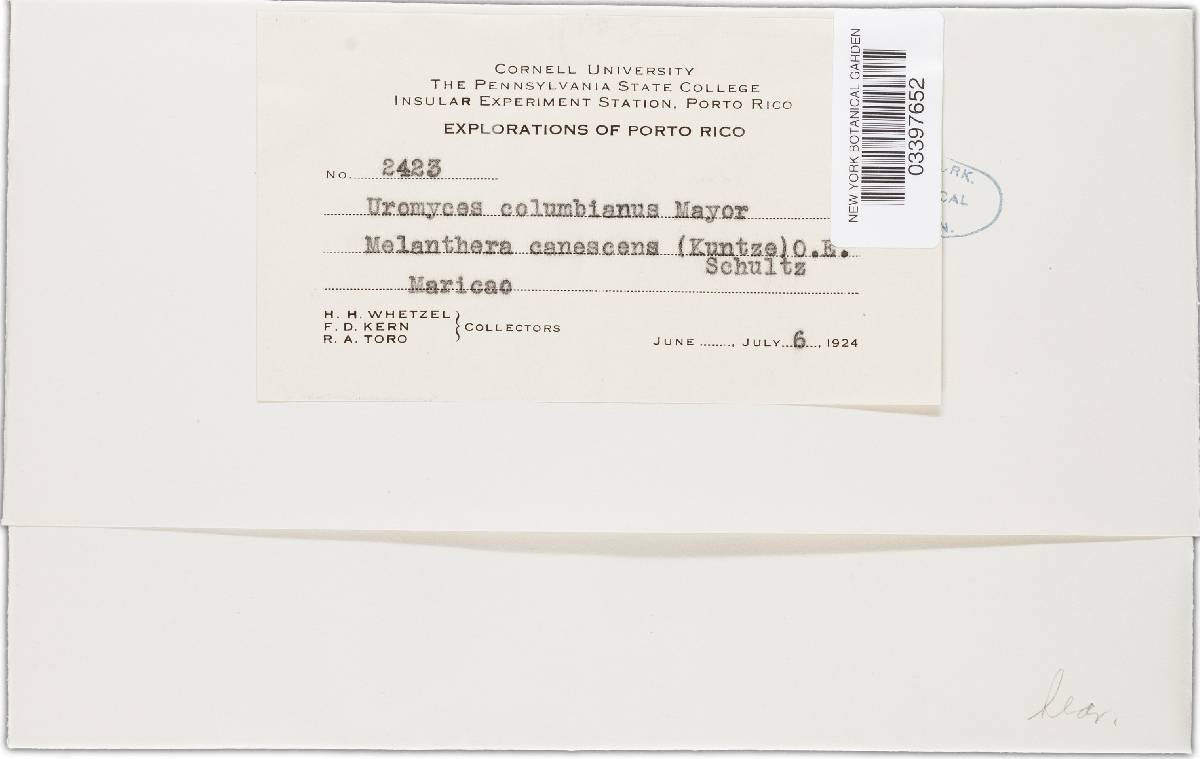 CORNELL UNIVERSITY
THE PENNSYLVANIA STATE COLLEGE
INSULAR EXPERIMENT STATION, PORTO RICO
EXPLORATIONS OF PORTO RICO
No. 2423
Uromyces columbianus Mayor
Melanthera canescens (Kuntze)O.E.
Schultz
Maricao
H. H. WHETZEL
F. D. KERN
R. A. TORO
} COLLECTORS
JUNE ........, JULY 6, 1924
NEW YORK BOTANICAL GARDEN
03397652
RK.
CAL
N.